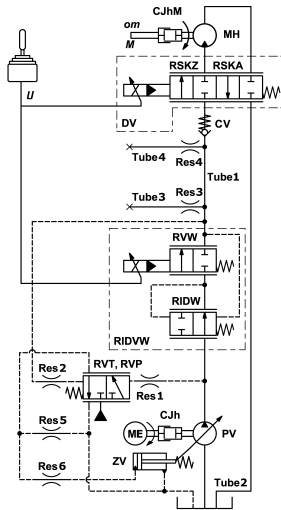 CJhM
om
M
MH
RSKZ RSKA
U
DV
CV
Res4
Tube4
Tube1
Res3
Tube3
RVW
RIDW
RIDVW
Res2
RVT, RVP
Res1
Res5
CJh
ME
PV
Res6
ZV
Tube2